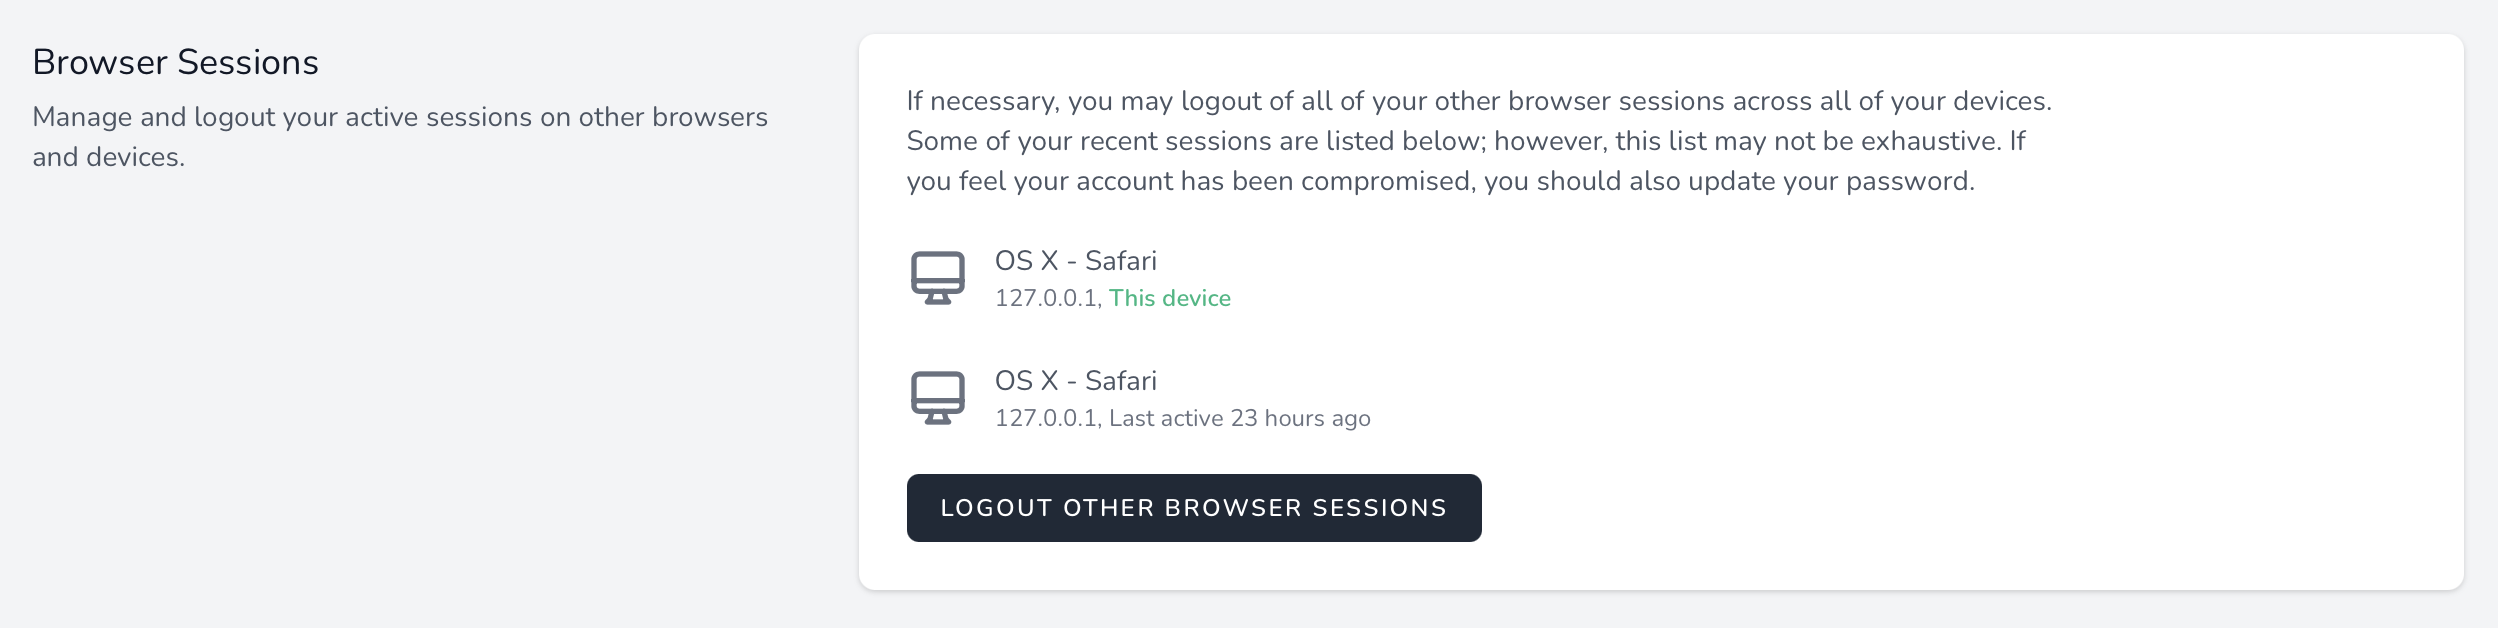 Browser Sessions
Manage and logout your active sessions on other browsers
and devices.
If necessary, you may logout of all of your other browser sessions across all of your devices.
Some of your recent sessions are listed below; however, this list may not be exhaustive. If
you feel your account has been compromised, you should also update your password.
OS X - Safari
127.0.0.1, This device
OS X - Safari
127.0.0.1, Last active 23 hours ago
LOGOUT OTHER BROWSER SESSIONS